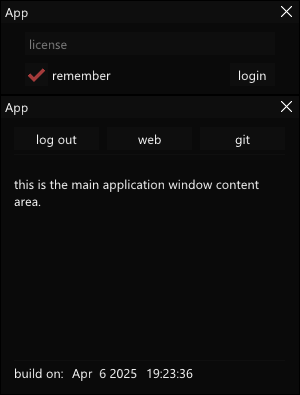 App
license
remember login
App
log out web git
this is the main application window content
area.
build on: Apr  6 2025  19:23:36